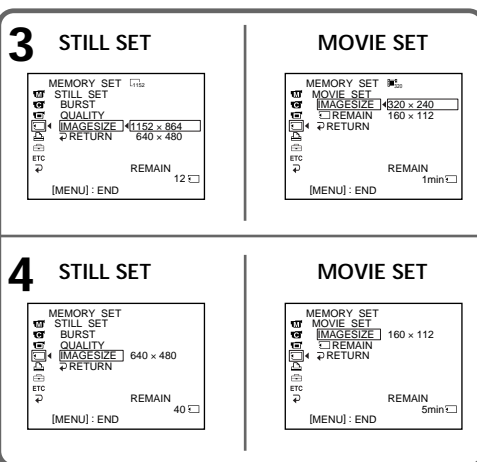 3 STILL SET
MEMORY SET 1152
STILL SET
BURST
QUALITY
IMAGESIZE 1152 × 864
RETURN 640 × 480
ETC
REMAIN
12
[MENU] : END
MOVIE SET
MEMORY SET 320
MOVIE SET
IMAGESIZE 320 × 240
REMAIN 160 × 112
RETURN
ETC
REMAIN
1min
[MENU] : END
4 STILL SET
MEMORY SET
STILL SET
BURST
QUALITY
IMAGESIZE 640 × 480
RETURN
ETC
REMAIN
40
[MENU] : END
MOVIE SET
MEMORY SET
MOVIE SET
IMAGESIZE 160 × 112
REMAIN
RETURN
ETC
REMAIN
5min
[MENU] : END